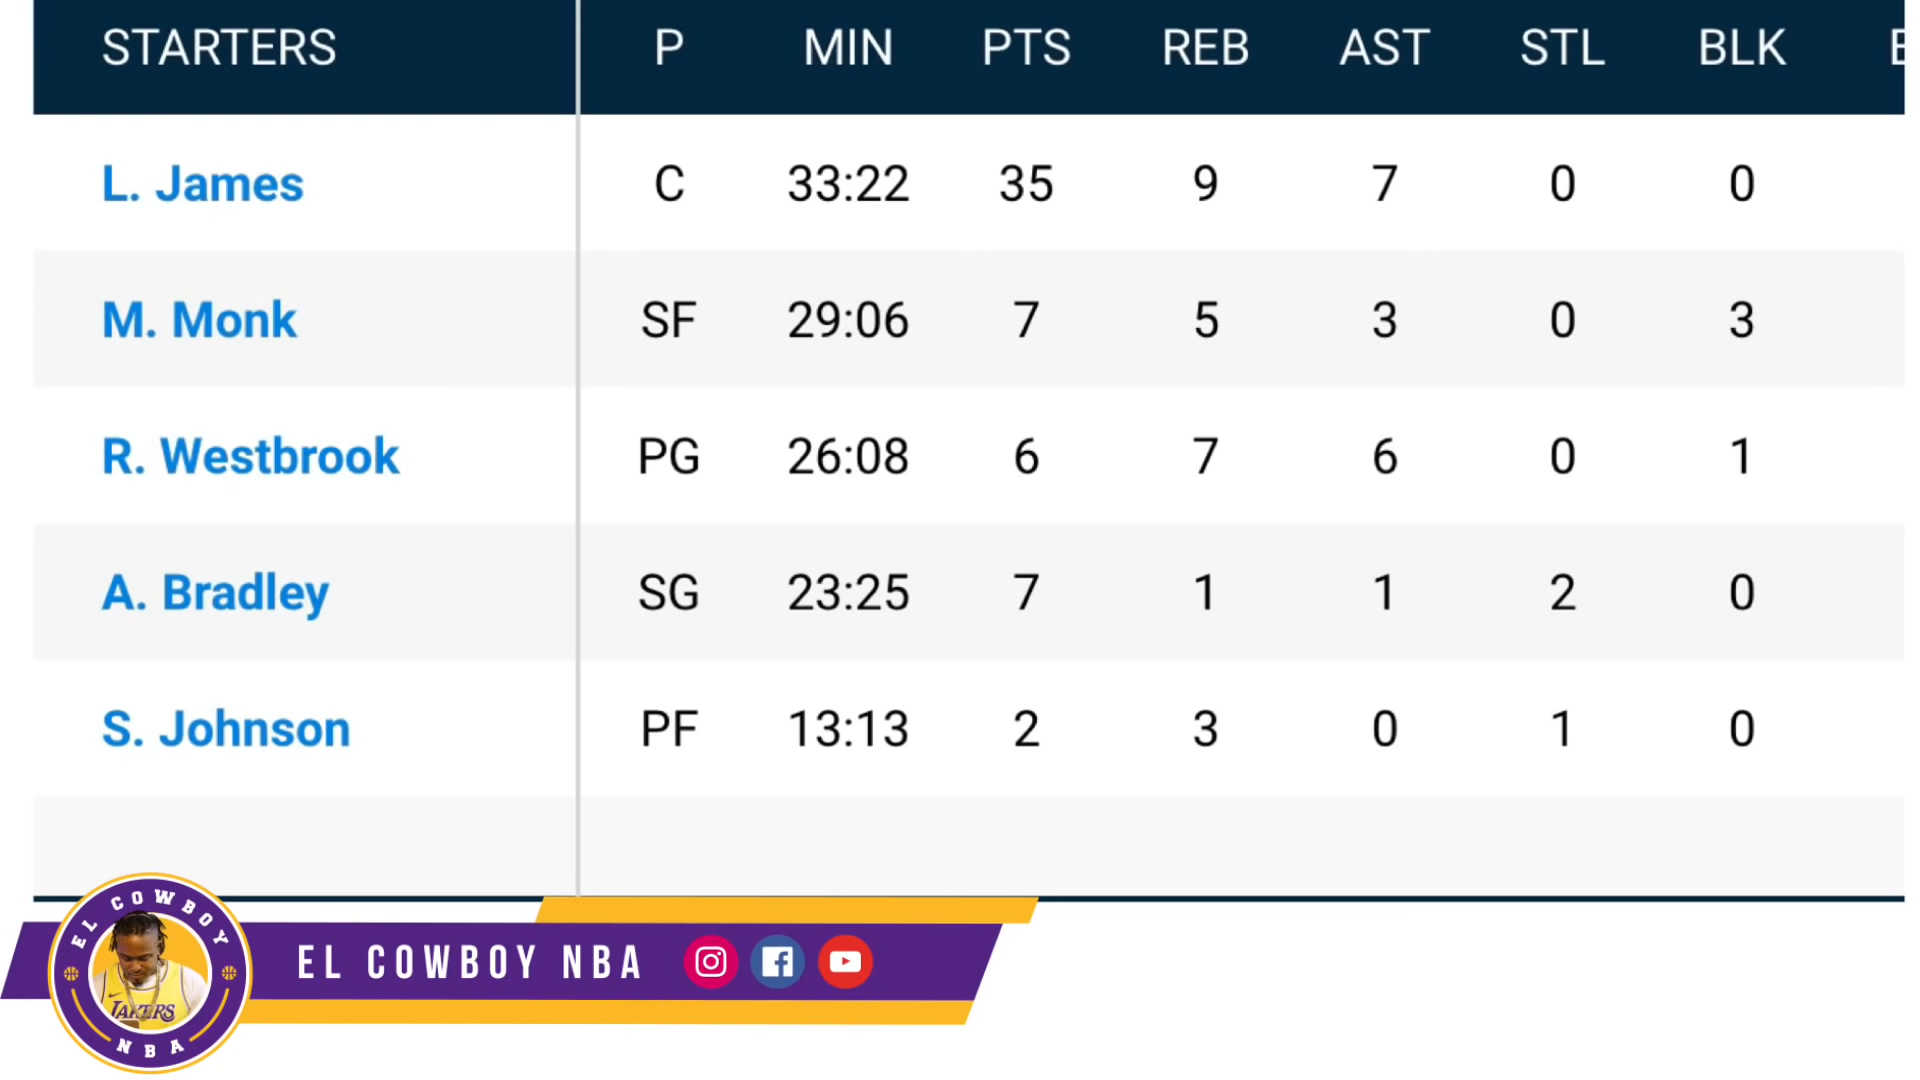 STARTERS P MIN PTS REB AST STL BLK
L. James C 33:22 35 9 7 0 0
M. Monk SF 29:06 7 5 3 0 3
R. Westbrook PG 26:08 6 7 6 0 1
A. Bradley SG 23:25 7 1 1 2 0
S. Johnson PF 13:13 2 3 0 1 0
EL COWBOY
LAKERS
NBA
EL COWBOY NBA